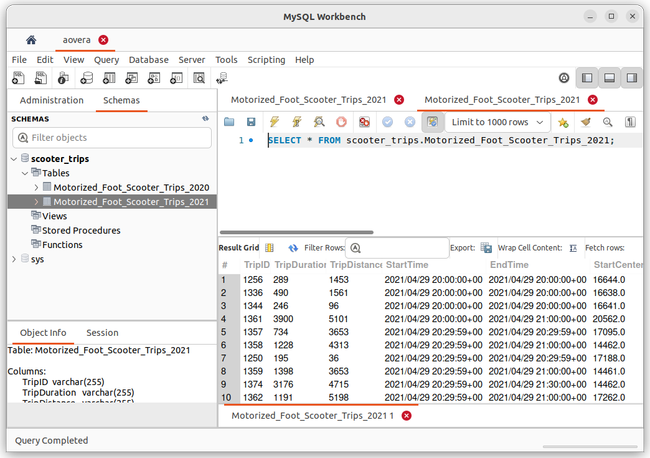 MySQL Workbench
aovera
File Edit View Query Database Server Tools Scripting Help
Administration Schemas
SCHEMAS
Filter objects
scooter_trips
Tables
Motorized_Foot_Scooter_Trips_2020
Motorized_Foot_Scooter_Trips_2021
Views
Stored Procedures
Functions
sys
Object Info Session
Table: Motorized_Foot_Scooter_Trips_2021
Columns:
TripID varchar(255)
TripDuration varchar(255)
TripDistance varchar(255)
Motorized_Foot_Scooter_Trips_2021 Motorized_Foot_Scooter_Trips_2021
Limit to 1000 rows
1 SELECT * FROM scooter_trips.Motorized_Foot_Scooter_Trips_2021;
Result Grid Filter Rows: Export: Wrap Cell Content: Fetch rows:
# TripID TripDuration TripDistance StartTime EndTime StartCenter
1 1256 289 1453 2021/04/29 20:00:00+00 2021/04/29 20:00:00+00 16644.0
2 1336 490 1561 2021/04/29 20:00:00+00 2021/04/29 20:00:00+00 16638.0
3 1344 246 96 2021/04/29 20:00:00+00 2021/04/29 20:00:00+00 16641.0
4 1361 3900 5101 2021/04/29 20:00:00+00 2021/04/29 21:00:00+00 20562.0
5 1357 734 3653 2021/04/29 20:29:59+00 2021/04/29 20:29:59+00 17095.0
6 1358 1228 4313 2021/04/29 20:29:59+00 2021/04/29 21:00:00+00 14462.0
7 1250 195 36 2021/04/29 20:29:59+00 2021/04/29 20:29:59+00 17188.0
8 1359 1398 3653 2021/04/29 20:29:59+00 2021/04/29 21:00:00+00 14461.0
9 1374 3176 4715 2021/04/29 20:29:59+00 2021/04/29 21:30:00+00 14462.0
10 1362 1191 5198 2021/04/29 20:29:59+00 2021/04/29 21:00:00+00 17262.0
Motorized_Foot_Scooter_Trips_2021 1
Query Completed